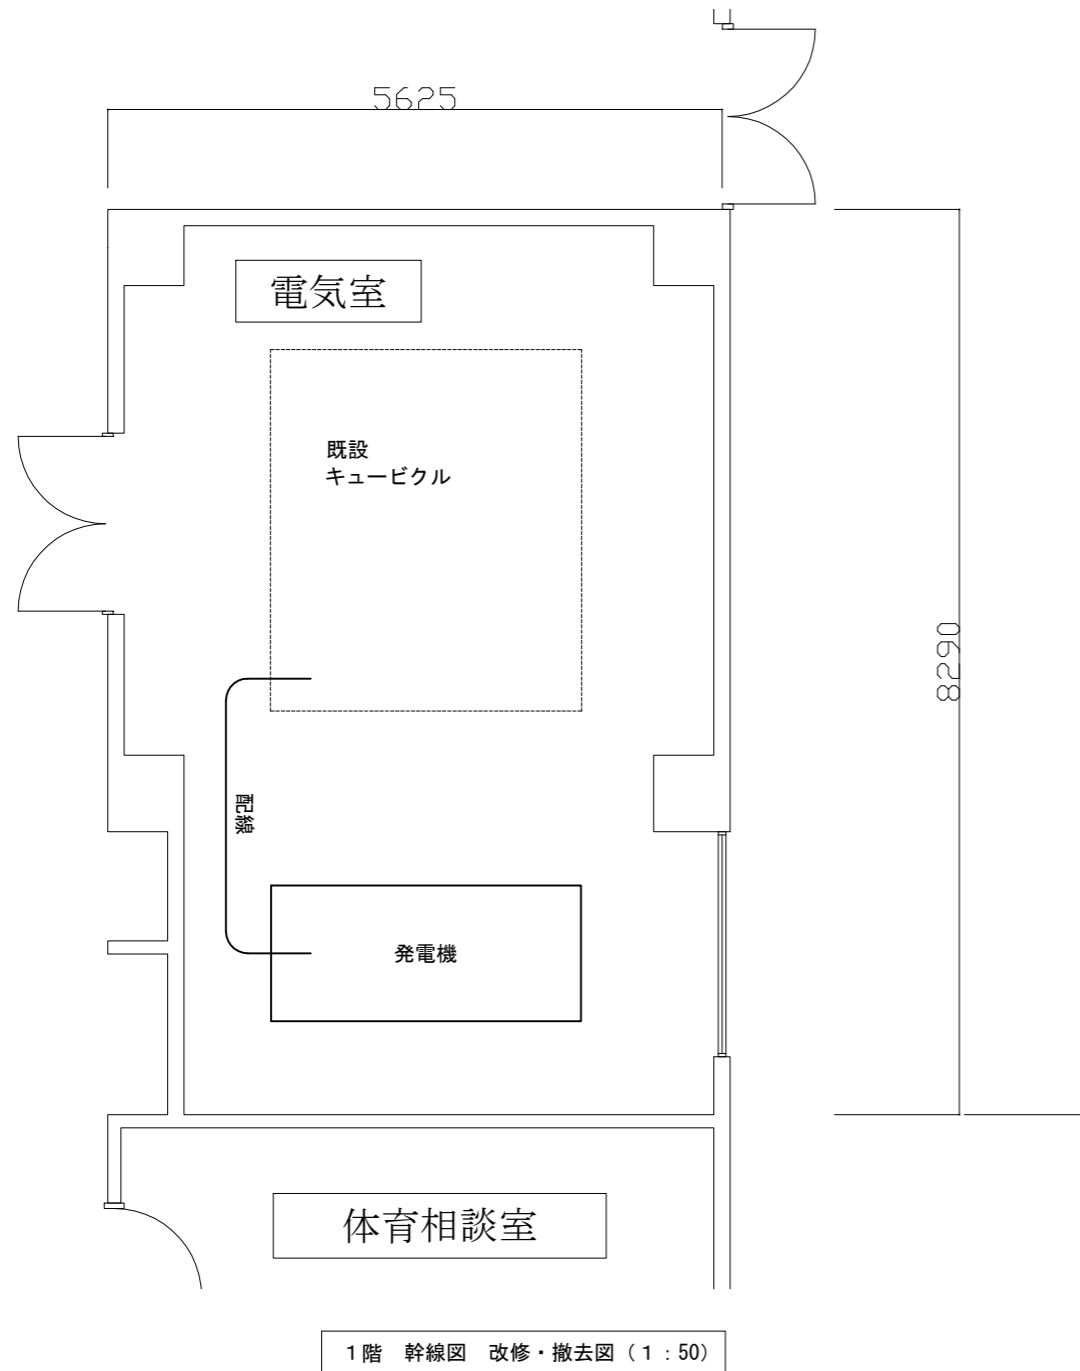 5625
電気室
既設
キュービクル
8290
配線
発電機
体育相談室
1階 幹線図 改修・撤去図(1:50)